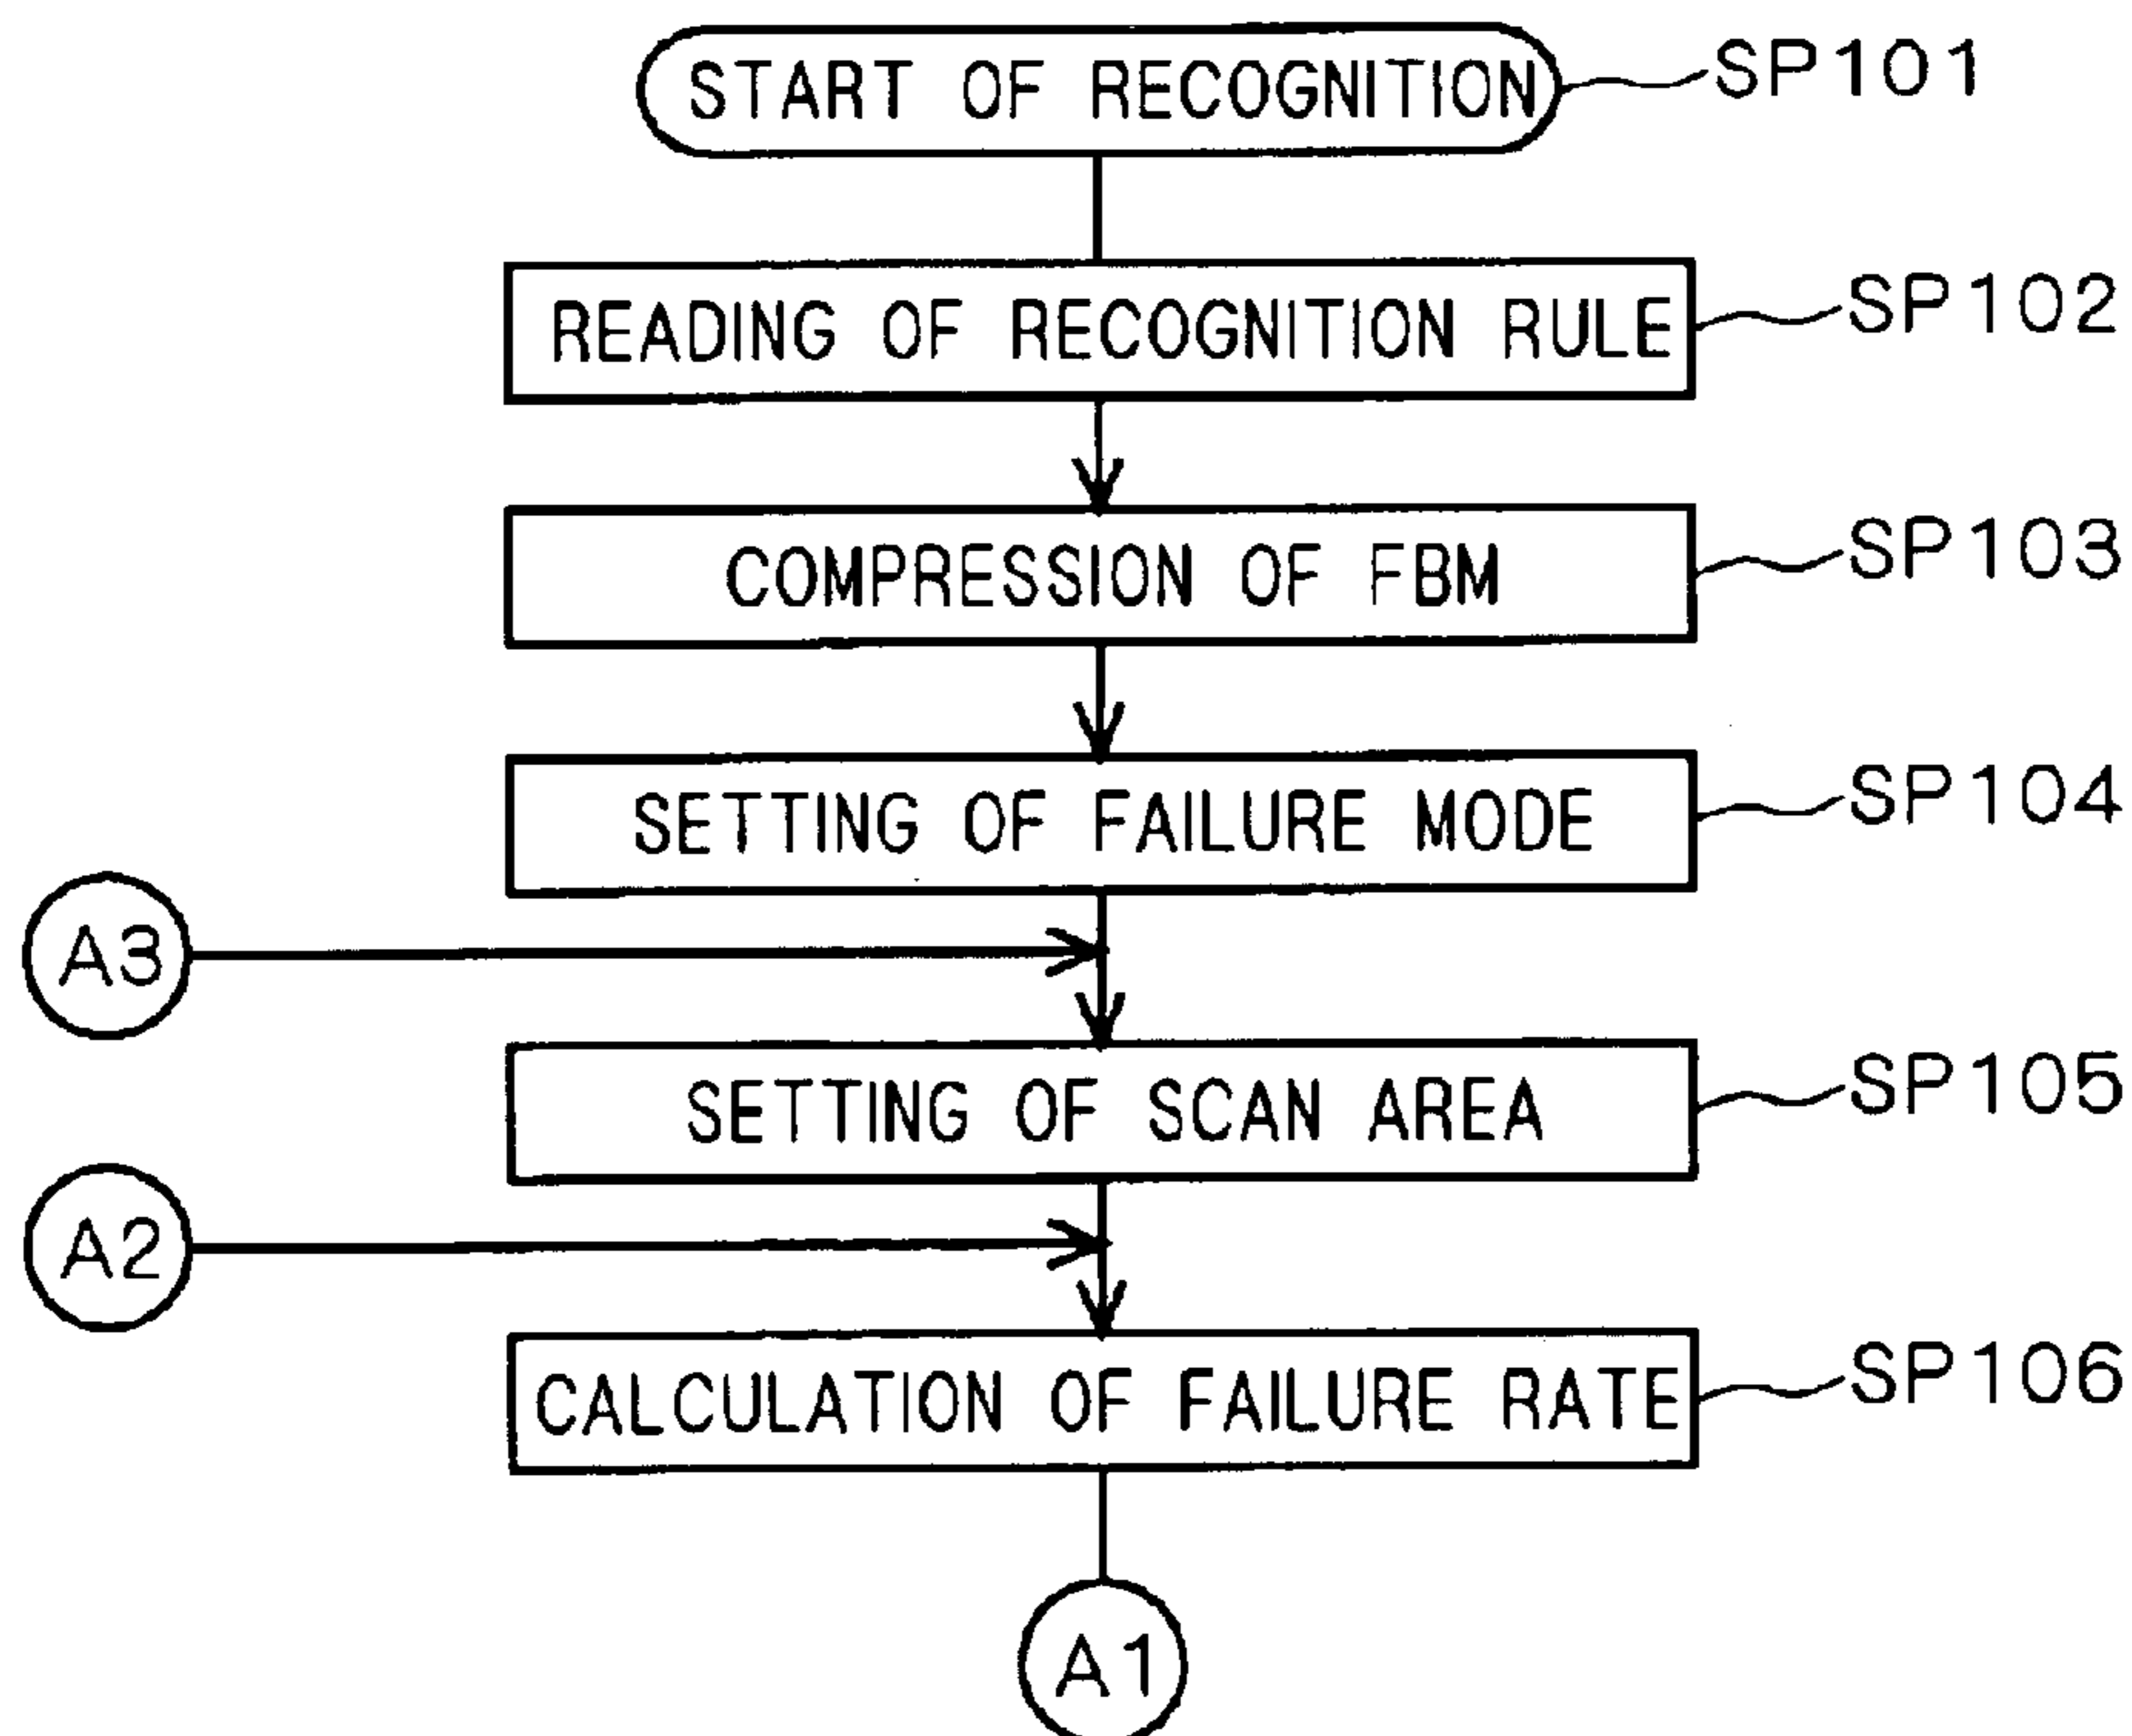 START OF RECOGNITION SP101
READING OF RECOGNITION RULE SP102
COMPRESSION OF FBM SP103
SETTING OF FAILURE MODE SP104
A3
SETTING OF SCAN AREA SP105
A2
CALCULATION OF FAILURE RATE SP106
A1